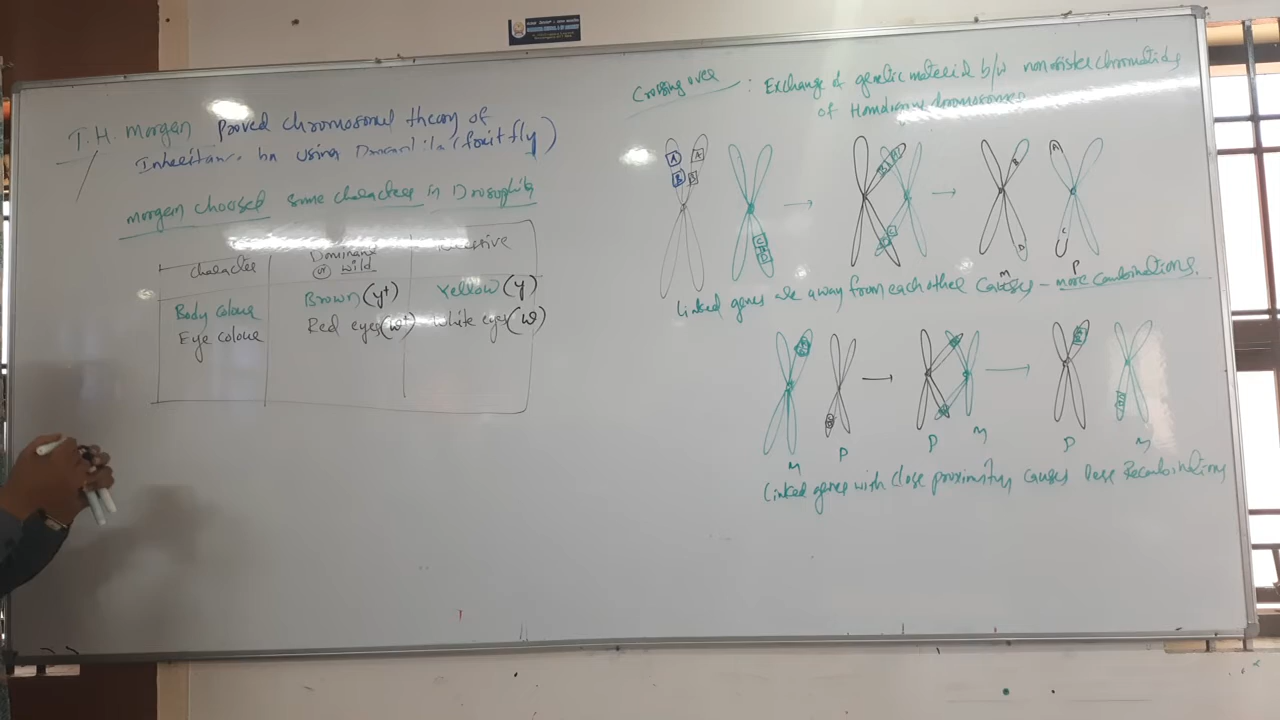 T.H. Morgan Proved chromosomal theory of
Inheritance by using Drosophila (fruit fly)
Morgan choosed some characters in Drosophila
Character
Dominant
or wild
Recessive
Body colour
Brown (y⁺)
Yellow (y)
Eye colour
Red eyes (w⁺)
White eyes (w)
Crossing over : Exchange of genetic material b/w non sister chromatids
of Homologous chromosomes
A A
B B
C
D
B
D
A
C
M P
Linked genes are away from each other Causes - more combinations.
M P
P M
P M
Linked genes with close proximity causes less Recombinations